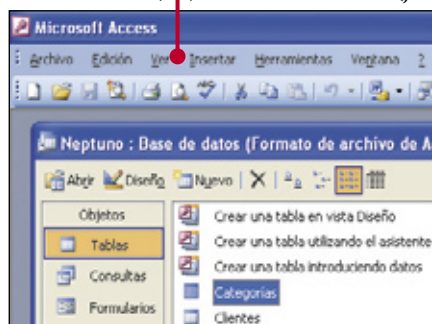 Microsoft Access
Archivo Edición Ver Insertar Herramientas Ventana ?
Neptuno : Base de datos (Formato de archivo de A
Abrir Diseño Nuevo
Objetos
Crear una tabla en vista Diseño
Tablas
Crear una tabla utilizando el asistente
Consultas
Crear una tabla introduciendo datos
Categorías
Formularios
Clientes